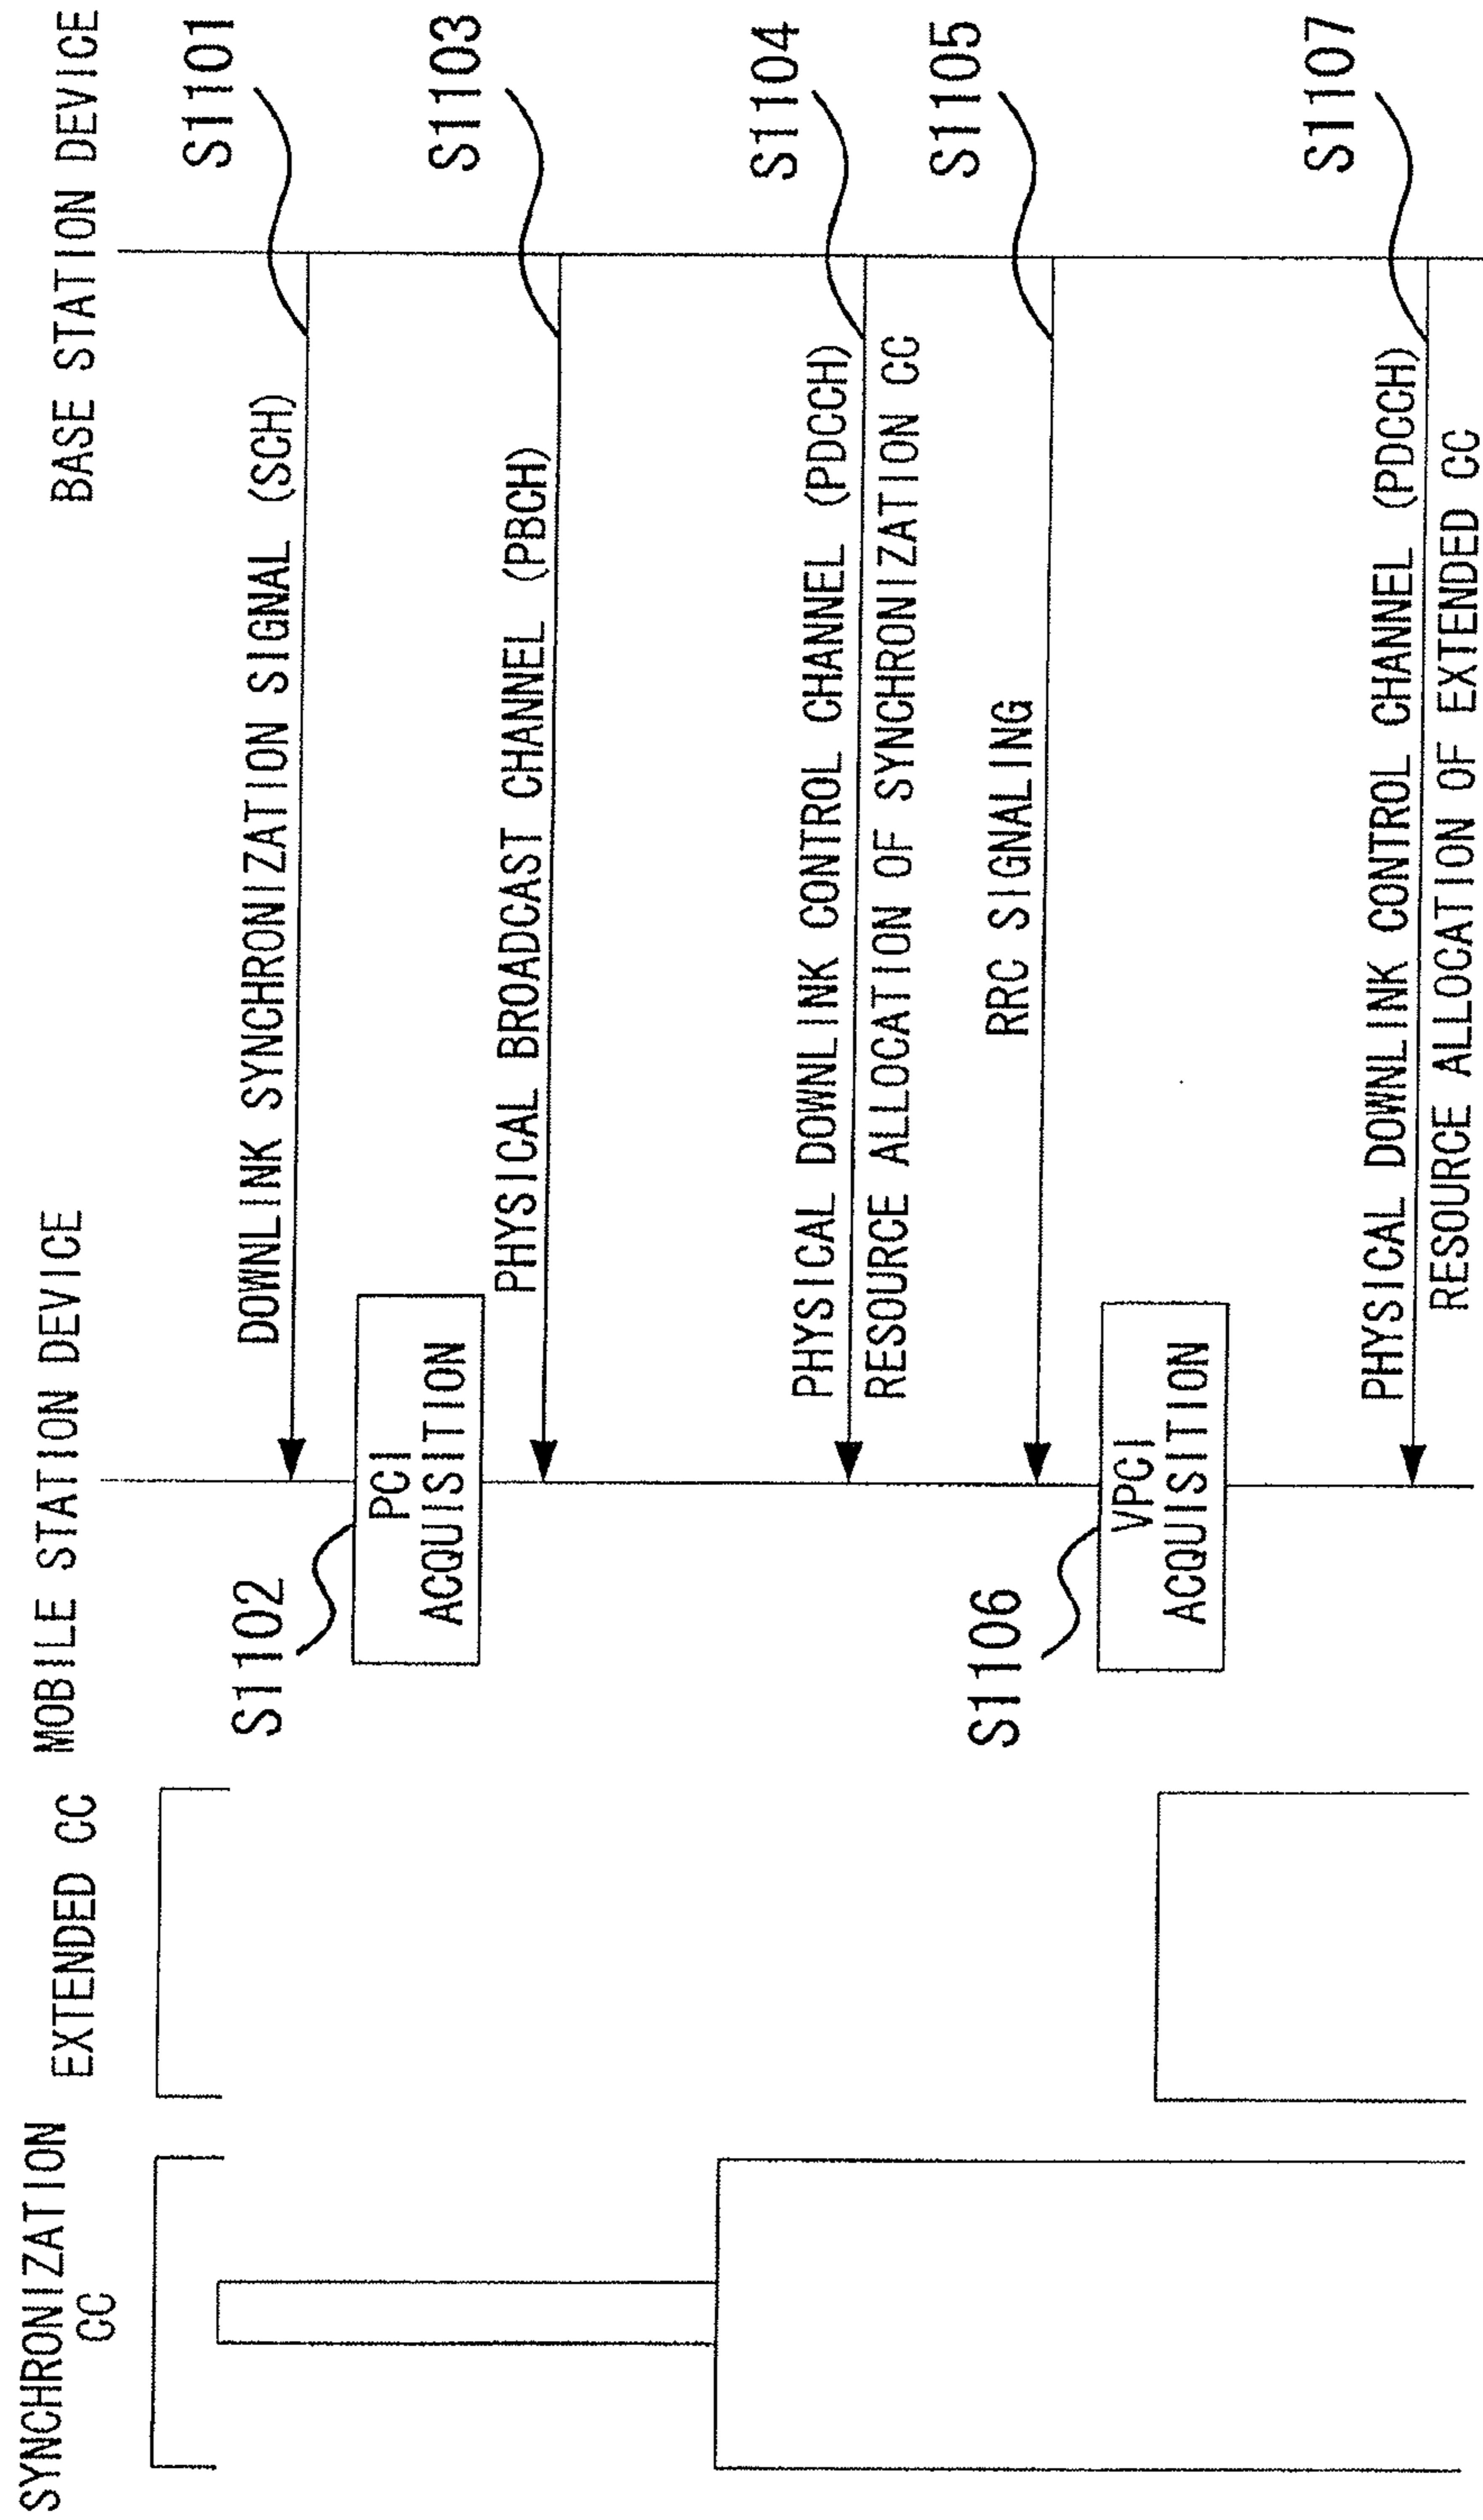 SYNCHRONIZATION
CC
EXTENDED CC
MOBILE STATION DEVICE
BASE STATION DEVICE
S1101
DOWNLINK SYNCHRONIZATION SIGNAL (SCH)
S1102
PCI
ACQUISITION
S1103
PHYSICAL BROADCAST CHANNEL (PBCH)
S1104
PHYSICAL DOWNLINK CONTROL CHANNEL (PDCCH)
RESOURCE ALLOCATION OF SYNCHRONIZATION CC
S1105
RRC SIGNALING
S1106
VPCI
ACQUISITION
S1107
PHYSICAL DOWNLINK CONTROL CHANNEL (PDCCH)
RESOURCE ALLOCATION OF EXTENDED CC